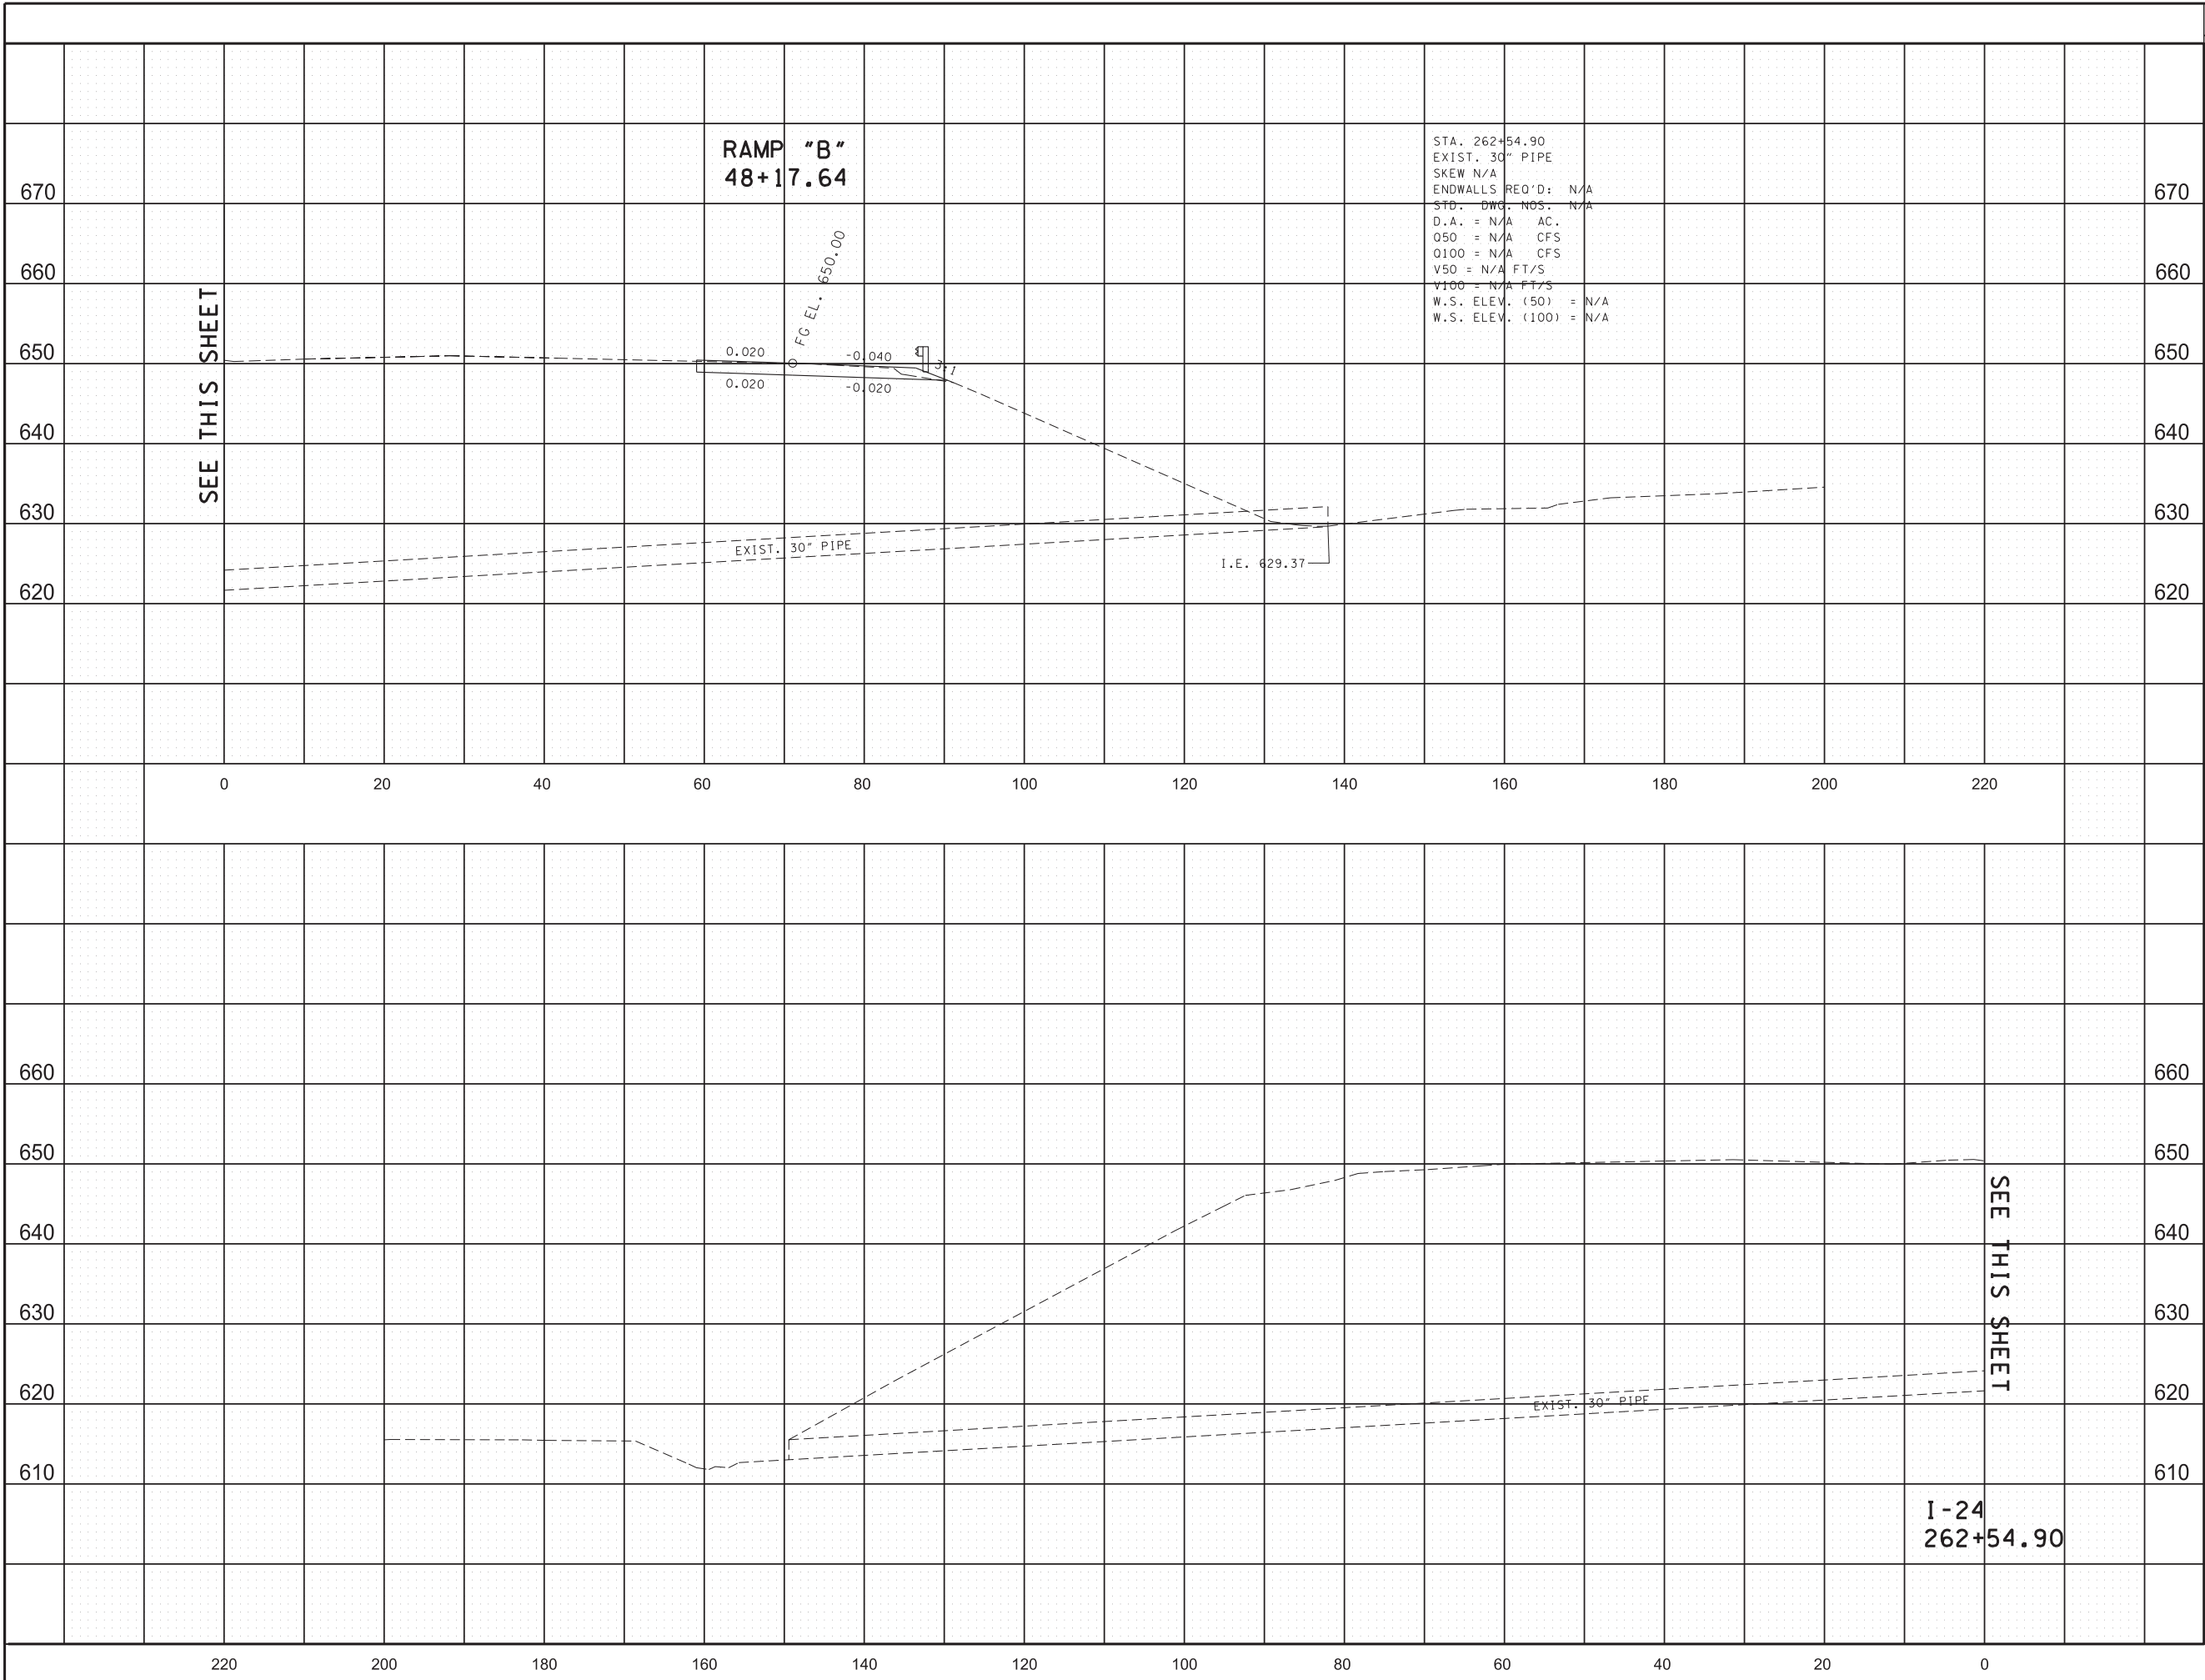 RAMP "B"
48+17.64
STA. 262+54.90
EXIST. 30" PIPE
SKEW N/A
ENDWALLS REQ'D: N/A
STD. DWG. NOS. N/A
D.A. = N/A AC.
Q50 = N/A CFS
Q100 = N/A CFS
V50 = N/A FT/S
V100 = N/A FT/S
W.S. ELEV. (50) = N/A
W.S. ELEV. (100) = N/A
670 670
660 660
650 650
640 640
630 630
620 620
SEE THIS SHEET
FG EL. 650.00
0.020 -0.040
3:1
0.020 -0.020
EXIST. 30" PIPE
I.E. 629.37
0 20 40 60 80 100 120 140 160 180 200 220
660 660
650 650
640 640
630 630
620 620
610 610
SEE THIS SHEET
EXIST. 30" PIPE
I-24
262+54.90
220 200 180 160 140 120 100 80 60 40 20 0